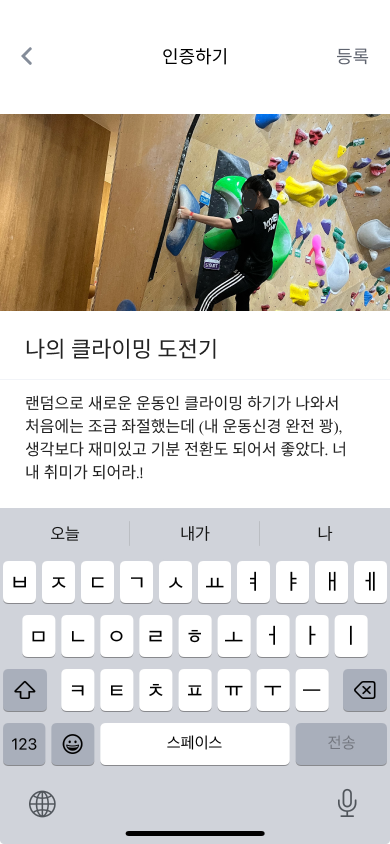 인증하기
등록
나의 클라이밍 도전기
랜덤으로 새로운 운동인 클라이밍 하기가 나와서
처음에는 조금 좌절했는데 (내 운동신경 완전 꽝),
생각보다 재미있고 기분 전환도 되어서 좋았다. 너
내 취미가 되어라.!
오늘 내가 나
ㅂ ㅈ ㄷ ㄱ ㅅ ㅛ ㅕ ㅑ ㅐ ㅔ
ㅁ ㄴ ㅇ ㄹ ㅎ ㅗ ㅓ ㅏ ㅣ
ㅋ ㅌ ㅊ ㅍ ㅠ ㅜ ㅡ
123 스페이스 전송